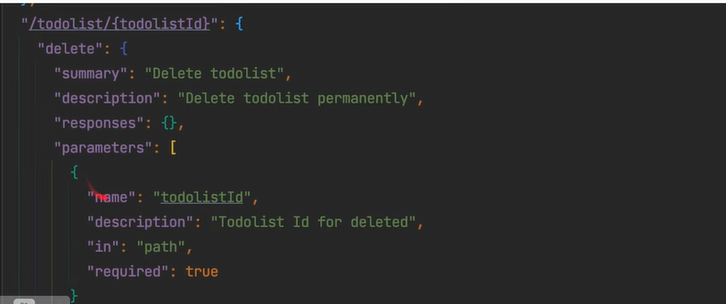 "/todolist/{todolistId}": {
"delete": {
"summary": "Delete todolist",
"description": "Delete todolist permantly",
"responses": {},
"parameters": [
{
"name": "todolistId",
"description": "Todolist Id for deleted",
"in": "path",
"required": true
}